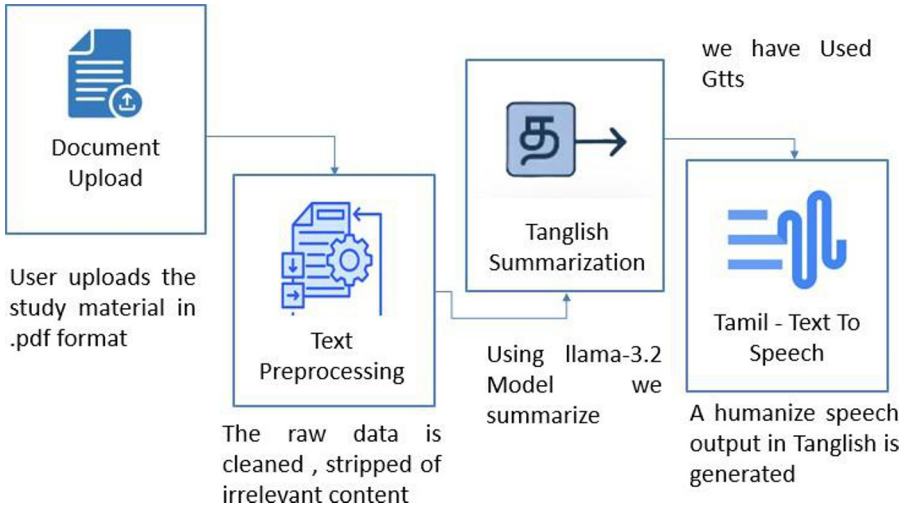 Document
Upload
User uploads the
study material in
.pdf format
Text
Preprocessing
The raw data is
cleaned , stripped of
irrelevant content
த
Tanglish
Summarization
Using llama-3.2
Model we
summarize
we have Used
Gtts
Tamil - Text To
Speech
A humanize speech
output in Tanglish is
generated